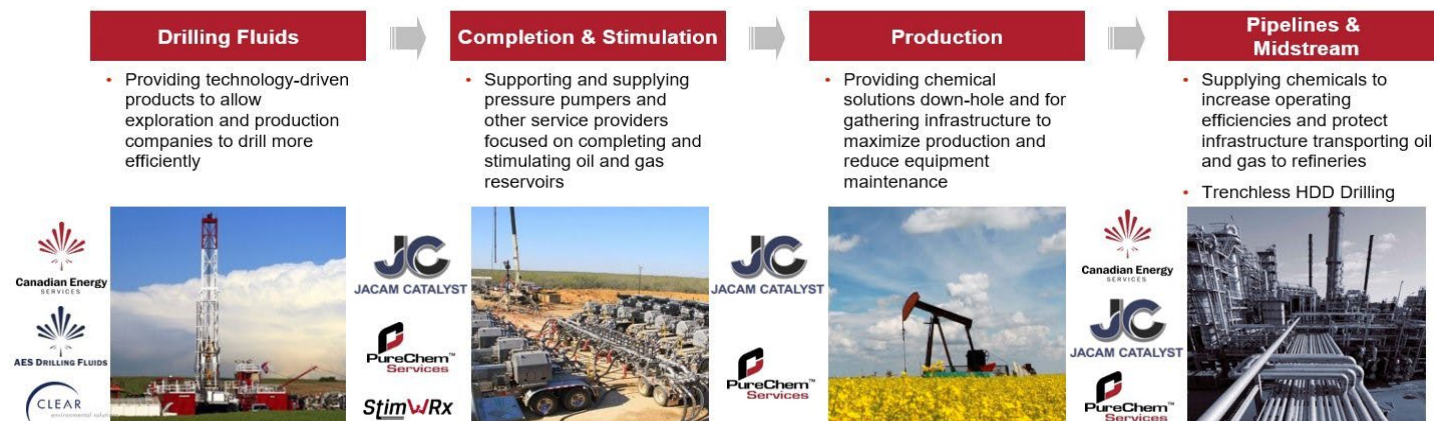 Drilling Fluids
Providing technology-driven
products to allow
exploration and production
companies to drill more
efficiently
Canadian Energy
SERVICES
AES DRILLING FLUIDS
CLEAR
environmental solutions
Completion & Stimulation
Supporting and supplying
pressure pumpers and
other service providers
focused on completing and
stimulating oil and gas
reservoirs
JC
JACAM CATALYST
PureChem™
Services
StimWRx
Production
Providing chemical
solutions down-hole and for
gathering infrastructure to
maximize production and
reduce equipment
maintenance
JC
JACAM CATALYST
PureChem™
Services
Pipelines &
Midstream
Supplying chemicals to
increase operating
efficiencies and protect
infrastructure transporting oil
and gas to refineries
Trenchless HDD Drilling
Canadian Energy
SERVICES
JC
JACAM CATALYST
PureChem™
Services